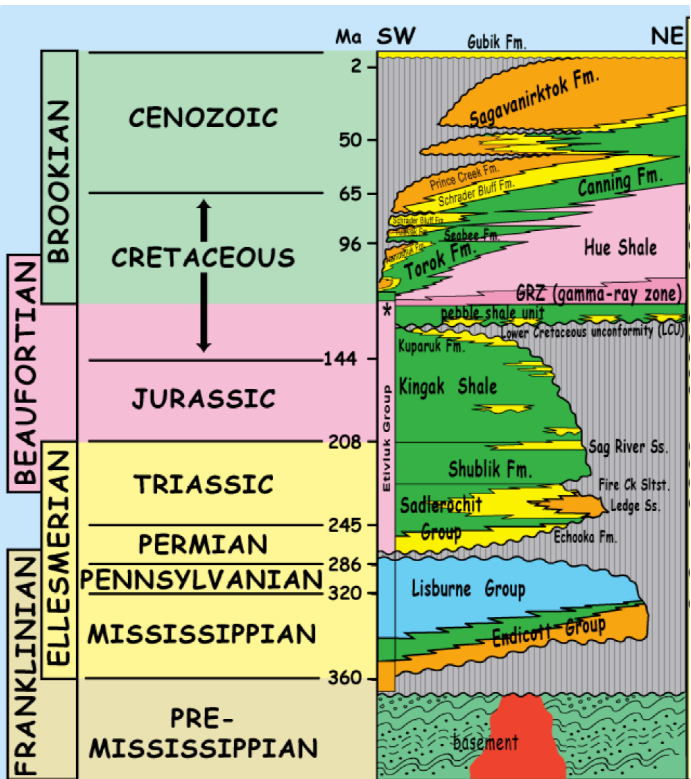 Ma SW NE
Gubik Fm.
2
Sagavanirktok Fm.
CENOZOIC
50
Prince Creek Fm.
Schrader Bluff Fm.
Canning Fm.
65
Schrader Bluff Fm.
Seabee Fm.
96
Torok Fm.
Hue Shale
CRETACEOUS
GRZ (gamma-ray zone)
*
pebble shale unit
Lower Cretaceous unconformity (LCU)
Kuparuk Fm.
144
Kingak Shale
JURASSIC
Etivluk Group
208
Sag River Ss.
Shublik Fm.
TRIASSIC
Fire Ck Sltst.
Sadlerochit
Group
Ledge Ss.
245
Echooka Fm.
PERMIAN
286
PENNSYLVANIAN
Lisburne Group
320
MISSISSIPPIAN
Endicott Group
360
PRE-
MISSISSIPPIAN
basement
BROOKIAN
BEAUFORTIAN
ELLESMERIAN
FRANKLINIAN